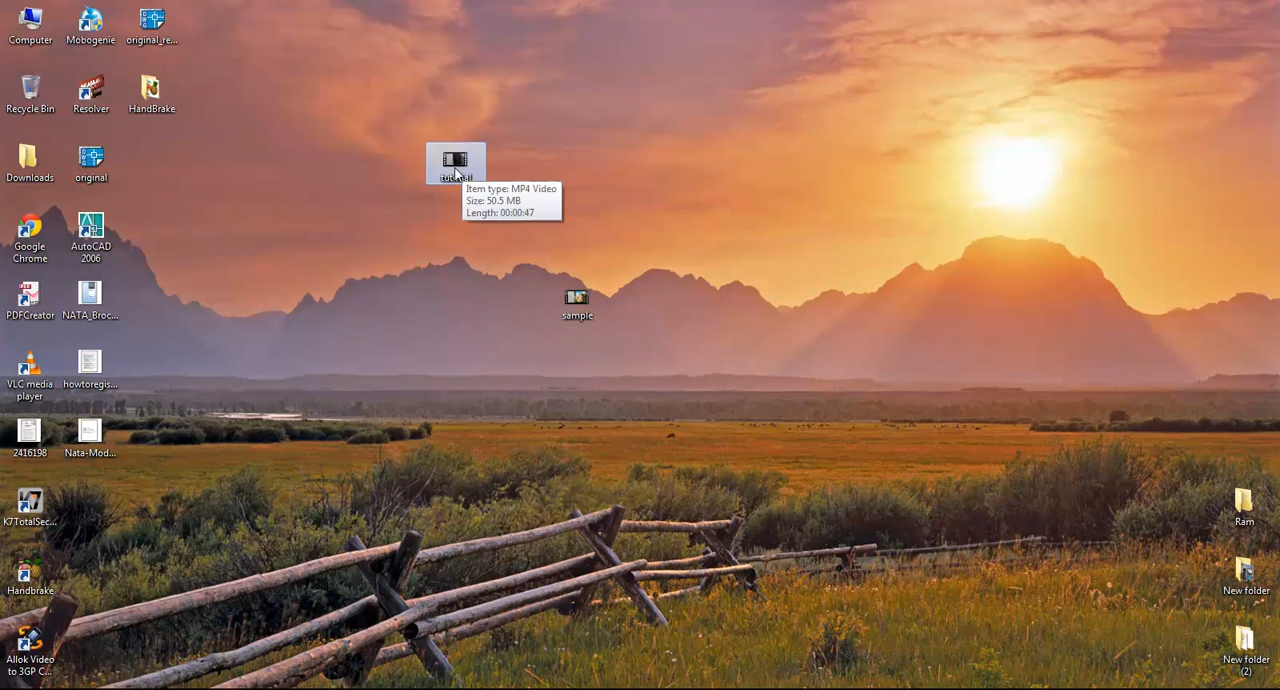 Computer
Mobogenie
original_re...
Recycle Bin
Resolver
HandBrake
Downloads
original
Google
Chrome
AutoCAD
2006
PDFCreator
NATA_Broc...
VLC media
player
howtoregis...
2416198
Nata-Mod...
K7TotalSec...
Handbrake
Allok Video
to 3GP C...
tutorial
Item type: MP4 Video
Size: 50.5 MB
Length: 00:00:47
sample
Ram
New folder
New folder
(2)